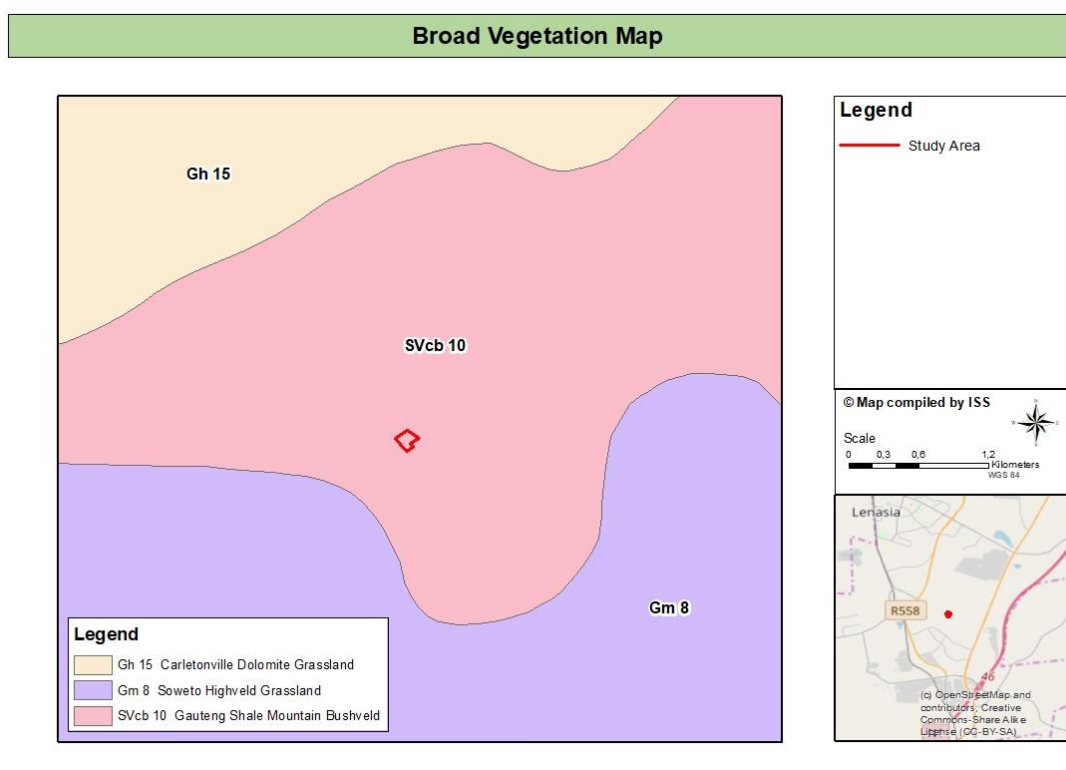 Broad Vegetation Map
Gh 15
SVcb 10
Gm 8
Legend
Gh 15 Carletonville Dolomite Grassland
Gm 8 Soweto Highveld Grassland
SVcb 10 Gauteng Shale Mountain Bushveld
Legend
Study Area
© Map compiled by ISS
N
W
E
S
Scale
0 0,3 0,6 1,2
Kilometers
WGS 84
Lenasia
R558
46
(c) OpenStreetMap and
contributors, Creative
Commons-Share Alike
License (CC-BY-SA)